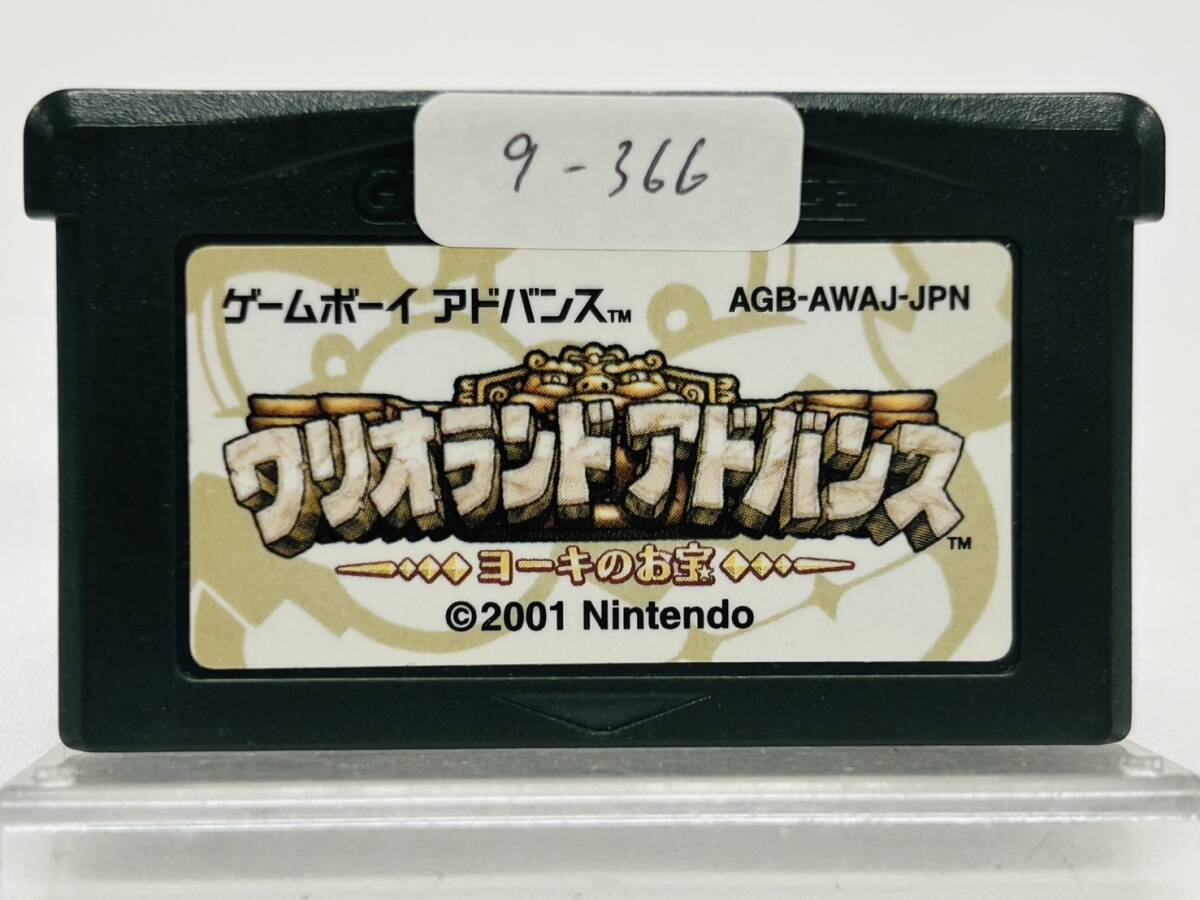 9-366
ゲームボーイ アドバンス™
AGB-AWAJ-JPN
ワリオランドアドバンス™
ヨーキのお宝
©2001 Nintendo